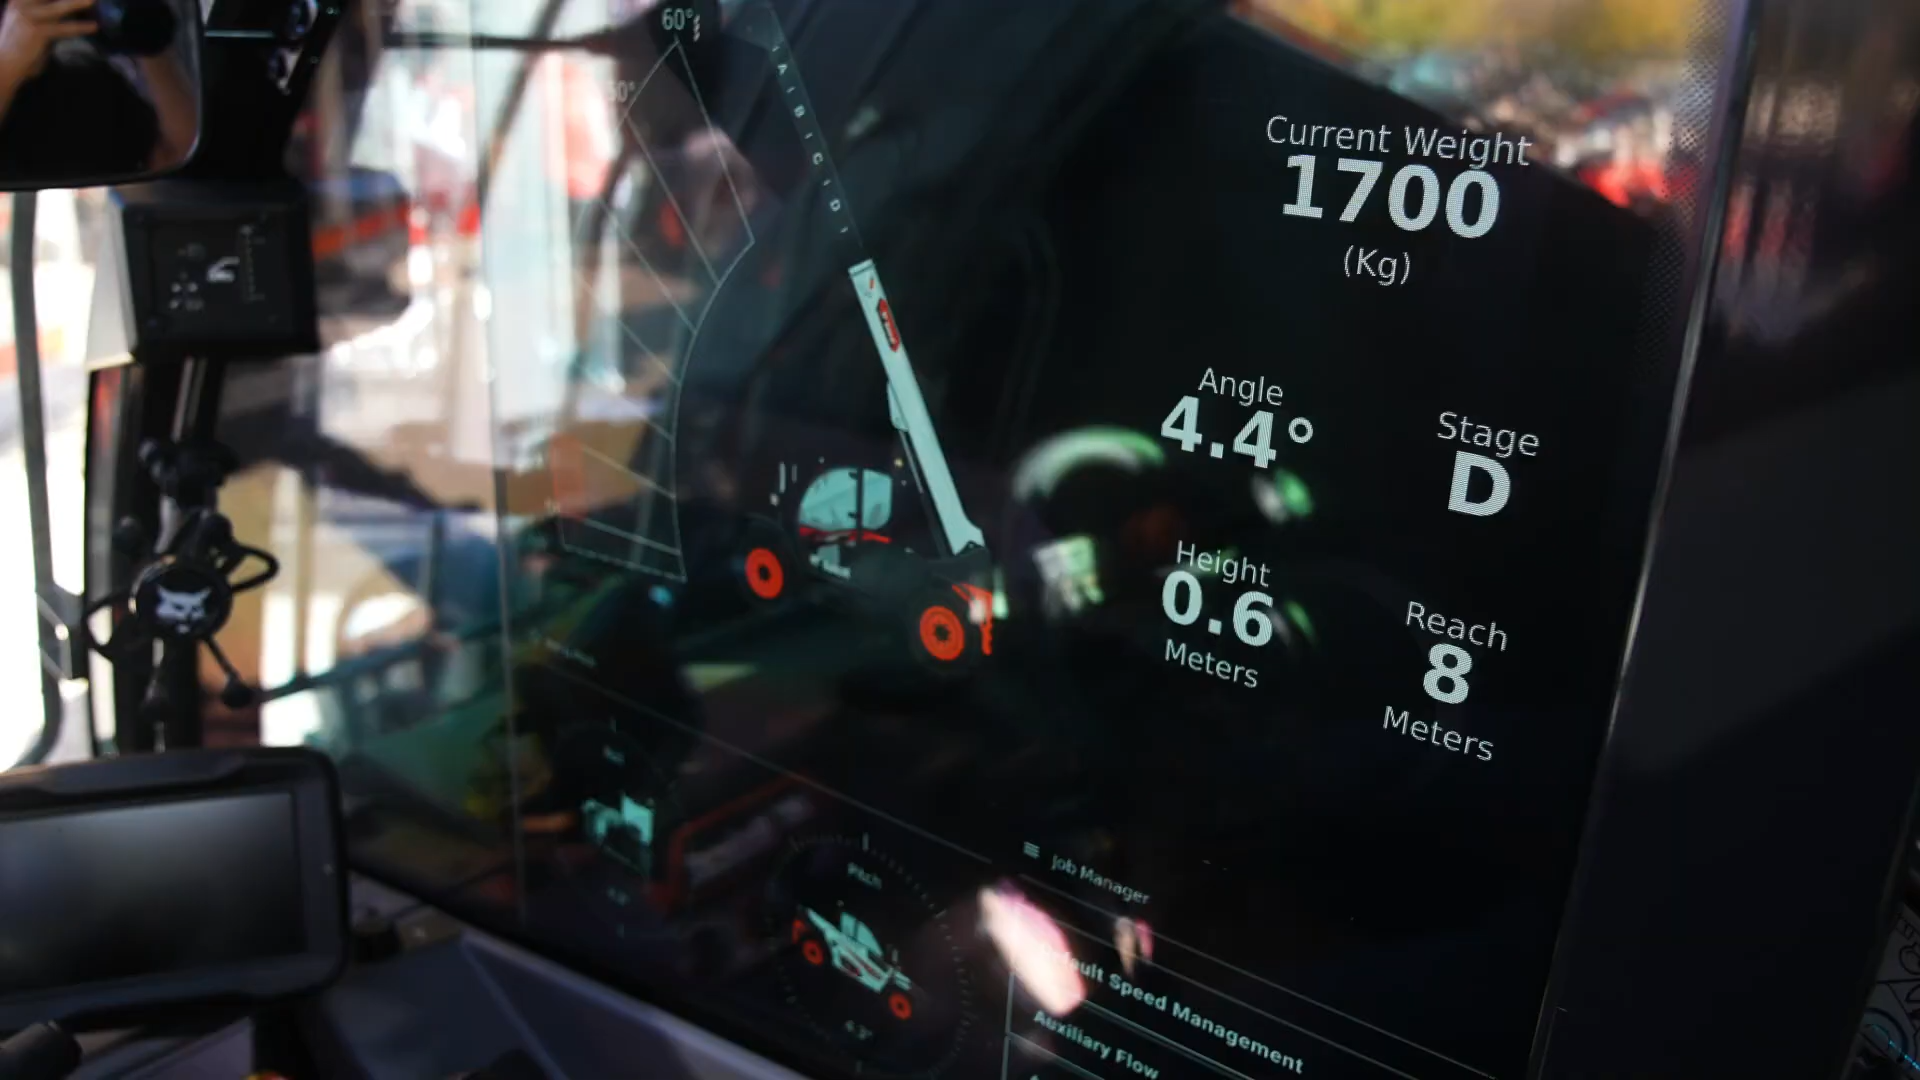 60°
A B C D
Current Weight
1700
(Kg)
Angle
4.4°
Stage
D
Height
0.6
Meters
Reach
8
Meters
Job Manager
Pitch
Speed Management
Auxiliary Flow